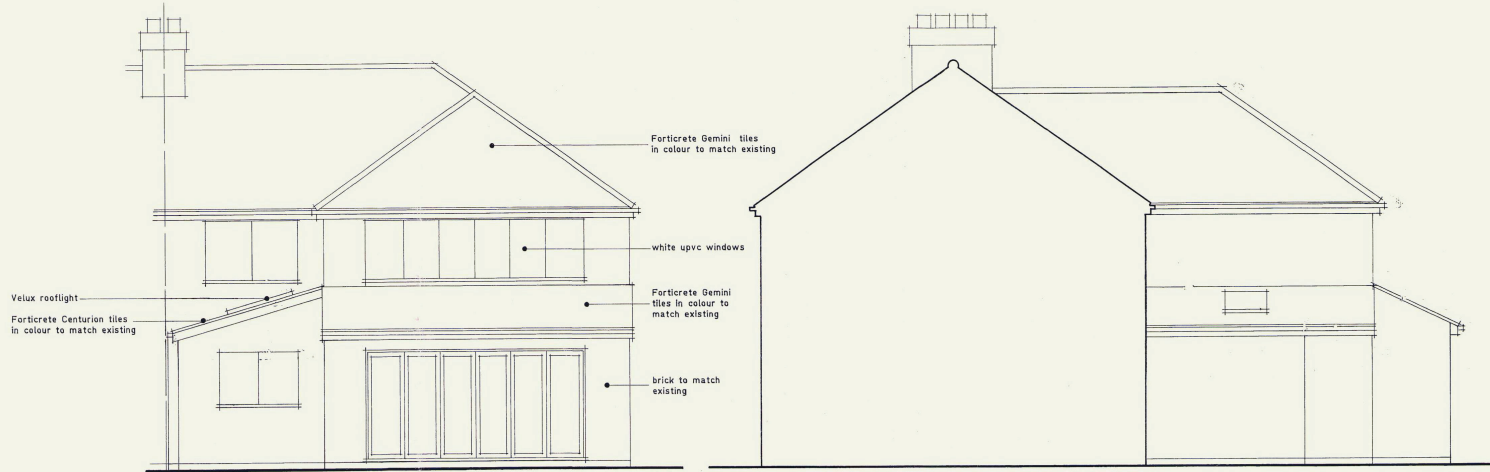 Forticrete Gemini tiles
in colour to match existing
white upvc windows
Velux rooflight
Forticrete Centurion tiles
in colour to match existing
Forticrete Gemini
tiles in colour to
match existing
brick to match
existing